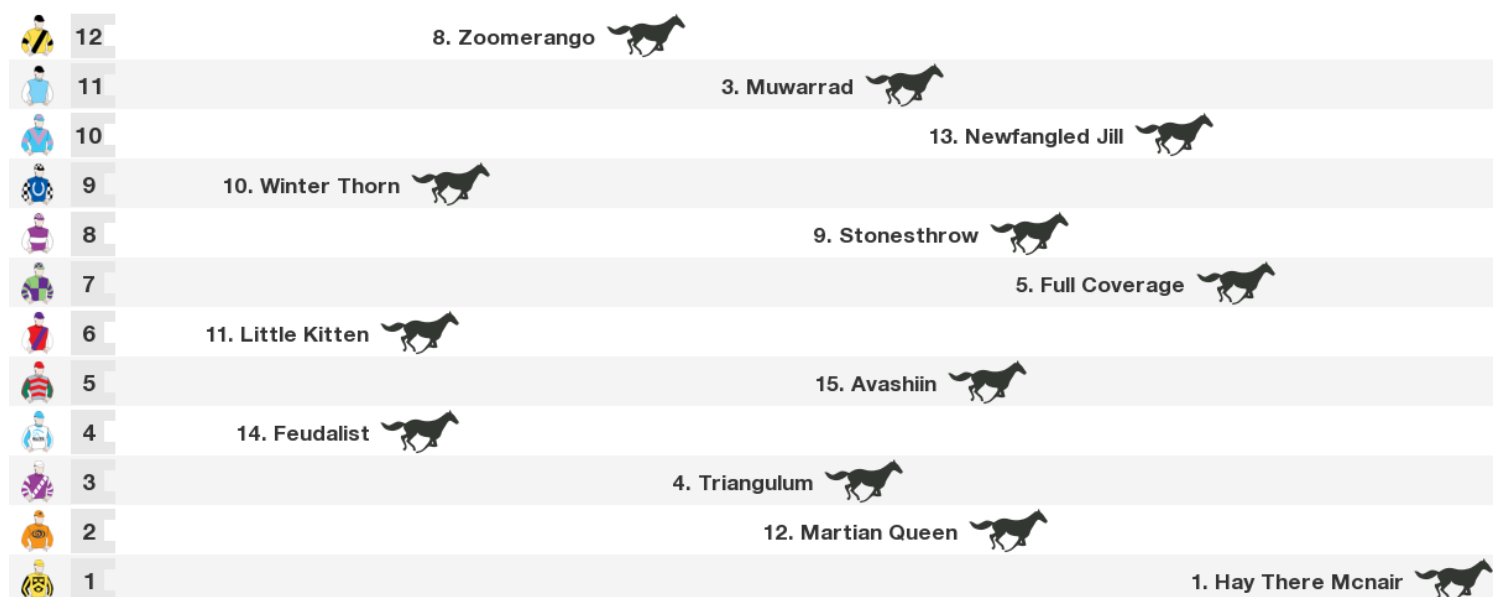 12 8. Zoomerango
11 3. Muwarrad
10 13. Newfangled Jill
9 10. Winter Thorn
8 9. Stonesthrow
7 5. Full Coverage
6 11. Little Kitten
5 15. Avashiin
4 14. Feudalist
3 4. Triangulum
2 12. Martian Queen
1 1. Hay There Mcnair